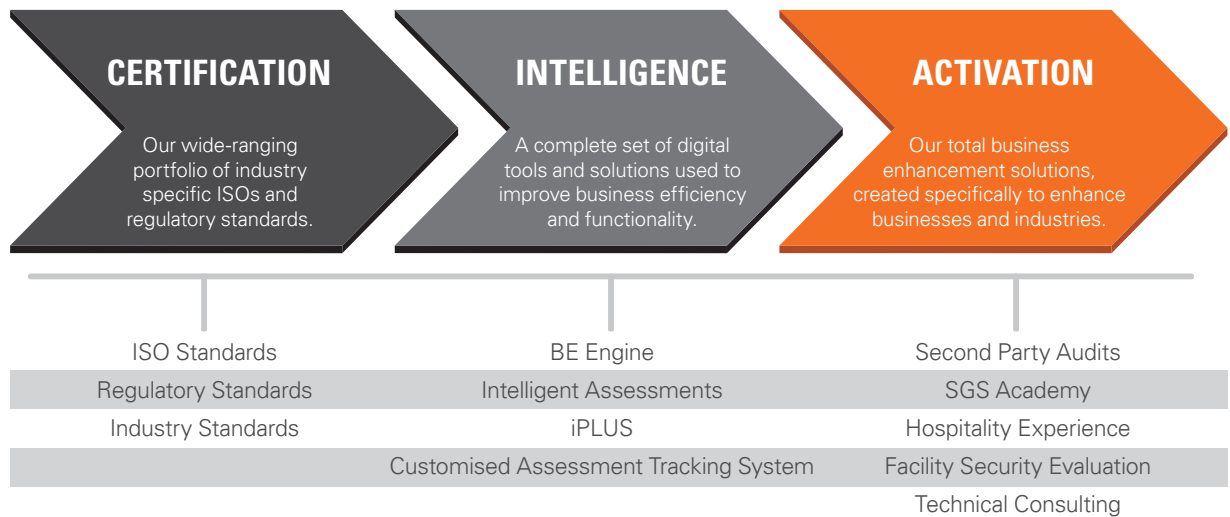 CERTIFICATION
Our wide-ranging
portfolio of industry
specific ISOs and
regulatory standards.
INTELLIGENCE
A complete set of digital
tools and solutions used to
improve business efficiency
and functionality.
ACTIVATION
Our total business
enhancement solutions,
created specifically to enhance
businesses and industries.
ISO Standards
Regulatory Standards
Industry Standards
BE Engine
Intelligent Assessments
iPLUS
Customised Assessment Tracking System
Second Party Audits
SGS Academy
Hospitality Experience
Facility Security Evaluation
Technical Consulting